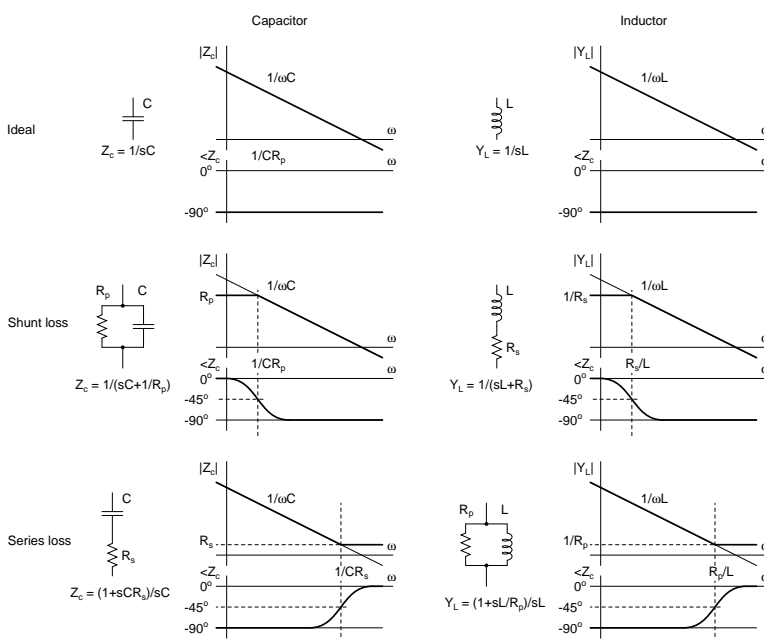 Capacitor
Inductor
Ideal
C
Z_c = 1/sC
|Z_c|
1/ωC
ω
<Z_c
1/CR_p
ω
0°
-90°
L
Y_L = 1/sL
|Y_L|
1/ωL
ω
<Z_c
ω
0°
-90°
Shunt loss
R_p
C
Z_c = 1/(sC+1/R_p)
|Z_c|
1/ωC
R_p
ω
<Z_c
1/CR_p
ω
0°
-45°
-90°
L
R_s
Y_L = 1/(sL+R_s)
|Y_L|
1/ωL
1/R_s
ω
<Z_c
R_s/L
ω
0°
-45°
-90°
Series loss
C
R_s
Z_c = (1+sCR_s)/sC
|Z_c|
1/ωC
R_s
ω
<Z_c
1/CR_s
ω
0°
-45°
-90°
R_p
L
Y_L = (1+sL/R_p)/sL
|Y_L|
1/ωL
1/R_p
ω
<Z_c
R_p/L
ω
0°
-45°
-90°